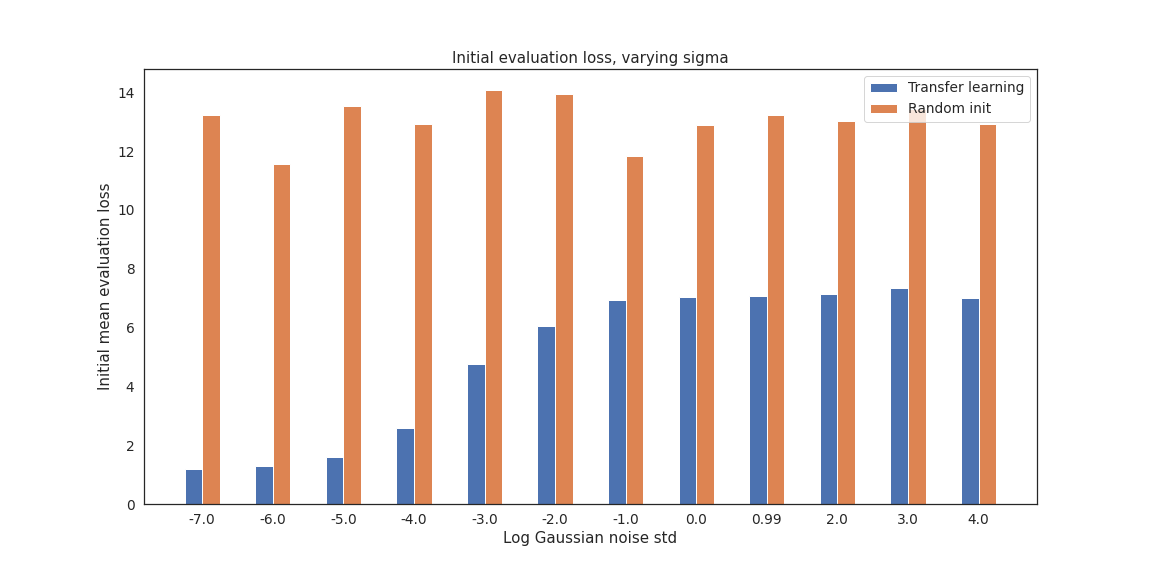 Initial evaluation loss, varying sigma
Transfer learning
Random init
Initial mean evaluation loss
14
12
10
8
6
4
2
0
-7.0 -6.0 -5.0 -4.0 -3.0 -2.0 -1.0 0.0 0.99 2.0 3.0 4.0
Log Gaussian noise std